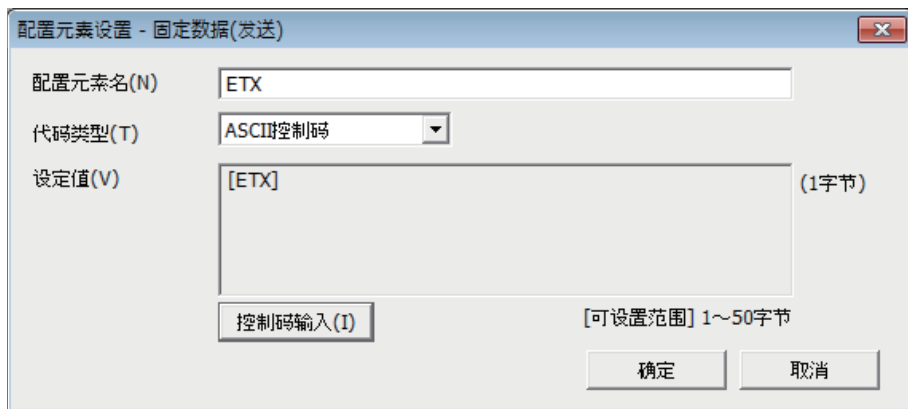 配置元素设置 - 固定数据(发送)
配置元素名(N) ETX
代码类型(T) ASCII控制码
设定值(V) [ETX] (1字节)
控制码输入(I) [可设置范围] 1～50字节
确定 取消